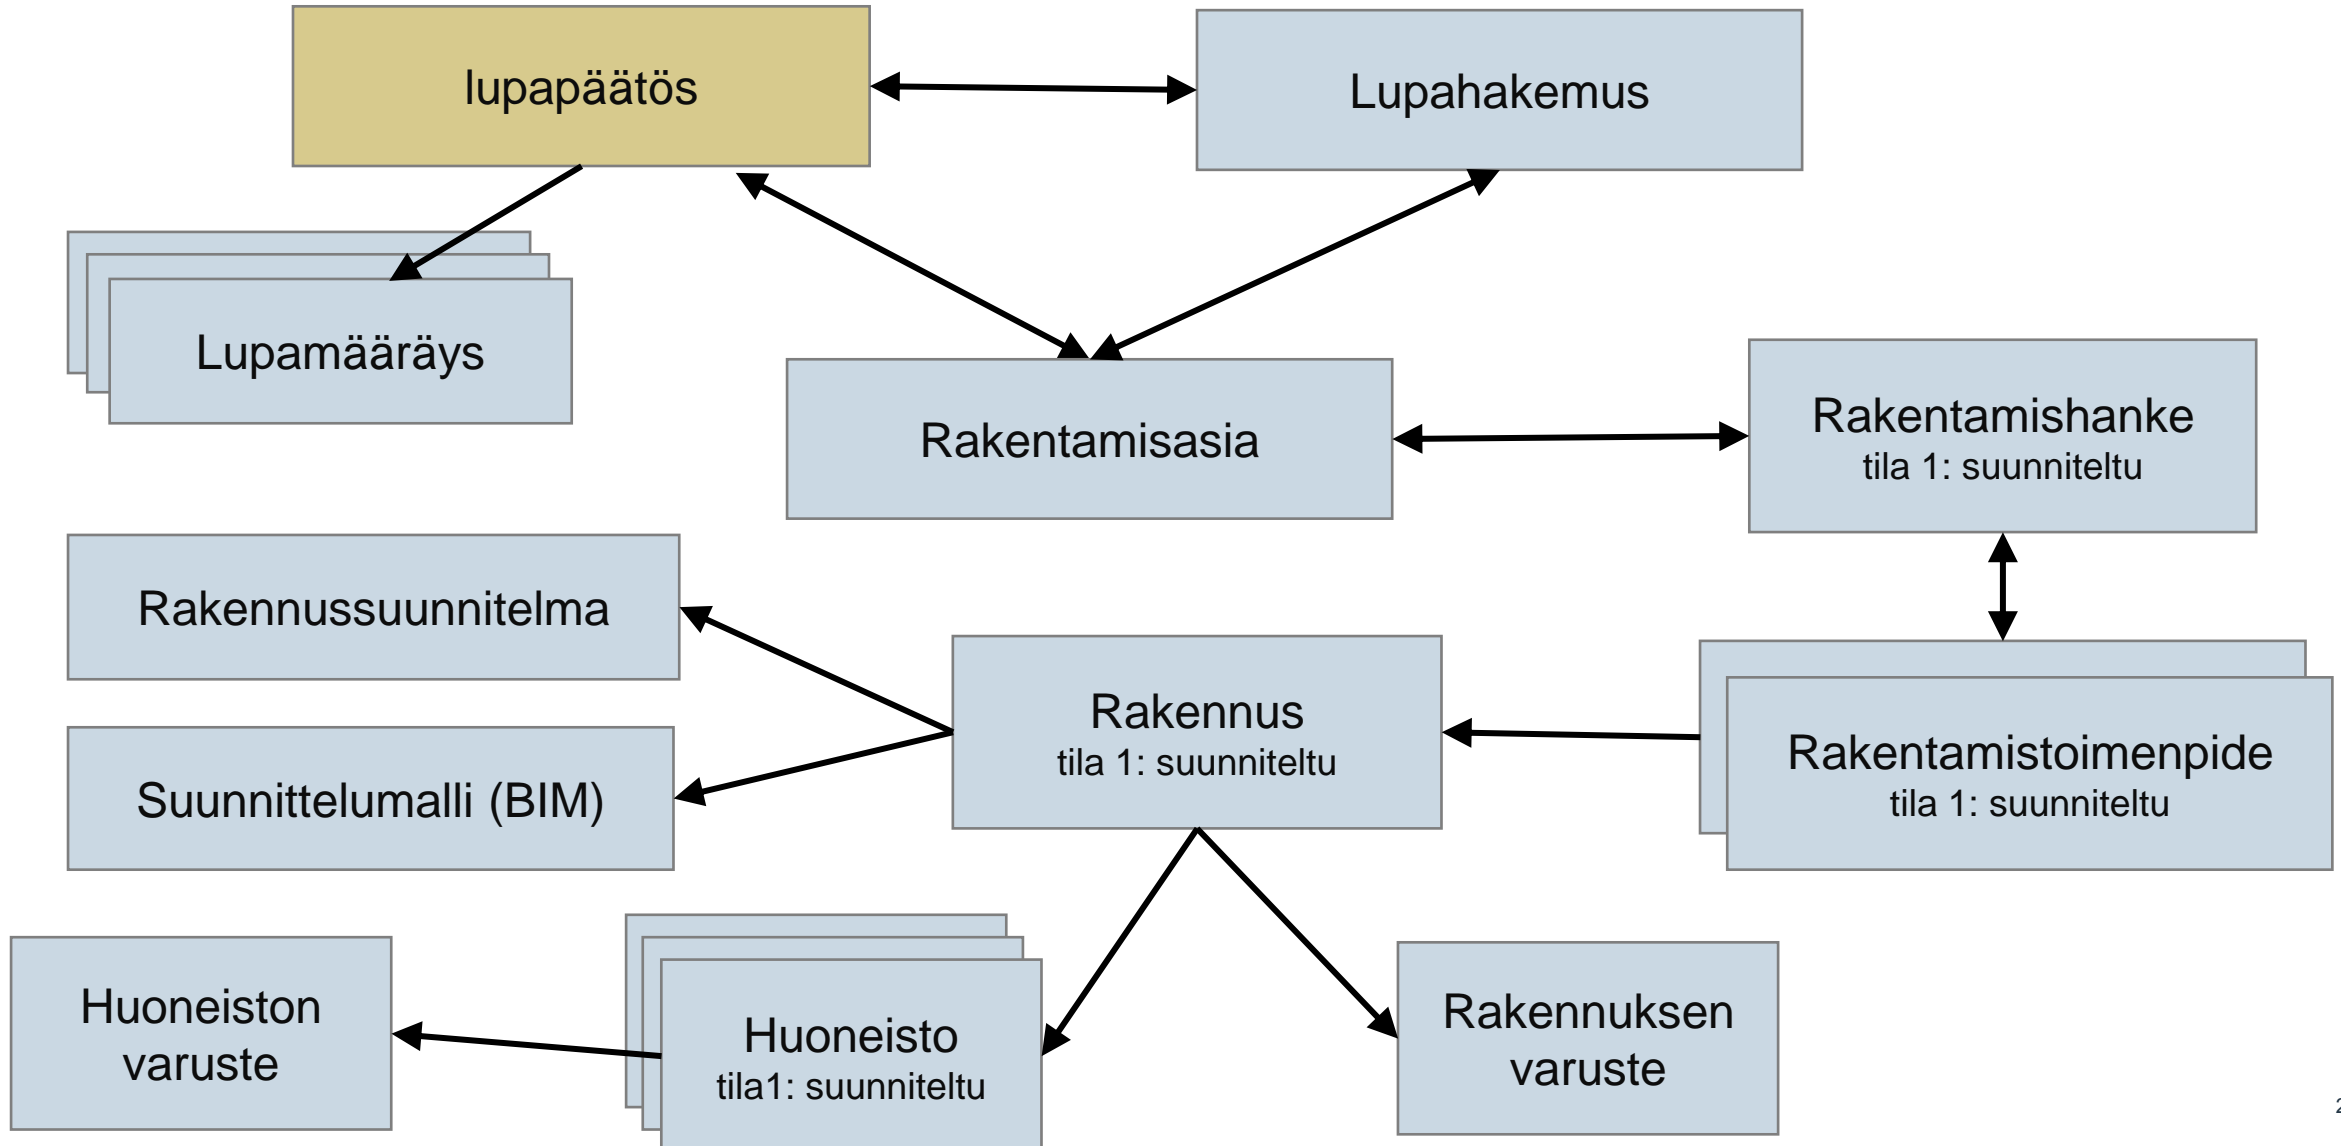 lupapäätös
Lupahakemus
Lupamääräys
Rakentamisasia
Rakentamishanke
tila 1: suunniteltu
Rakennussuunnitelma
Rakennus
tila 1: suunniteltu
Rakentamistoimenpide
tila 1: suunniteltu
Suunnittelumalli (BIM)
Huoneiston
varuste
Huoneisto
tila1: suunniteltu
Rakennuksen
varuste